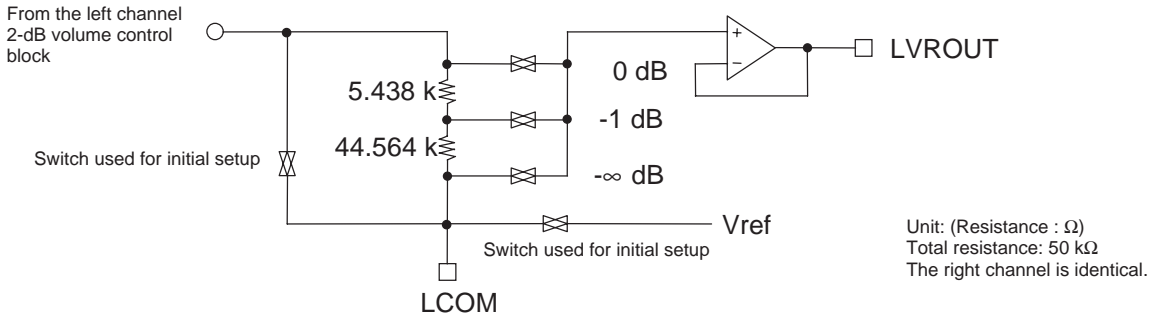 From the left channel
2-dB volume control
block
+
LVROUT
0 dB
−
5.438 k
-1 dB
44.564 k
Switch used for initial setup
-∞ dB
Vref
Switch used for initial setup
LCOM
Unit: (Resistance : Ω)
Total resistance: 50 kΩ
The right channel is identical.